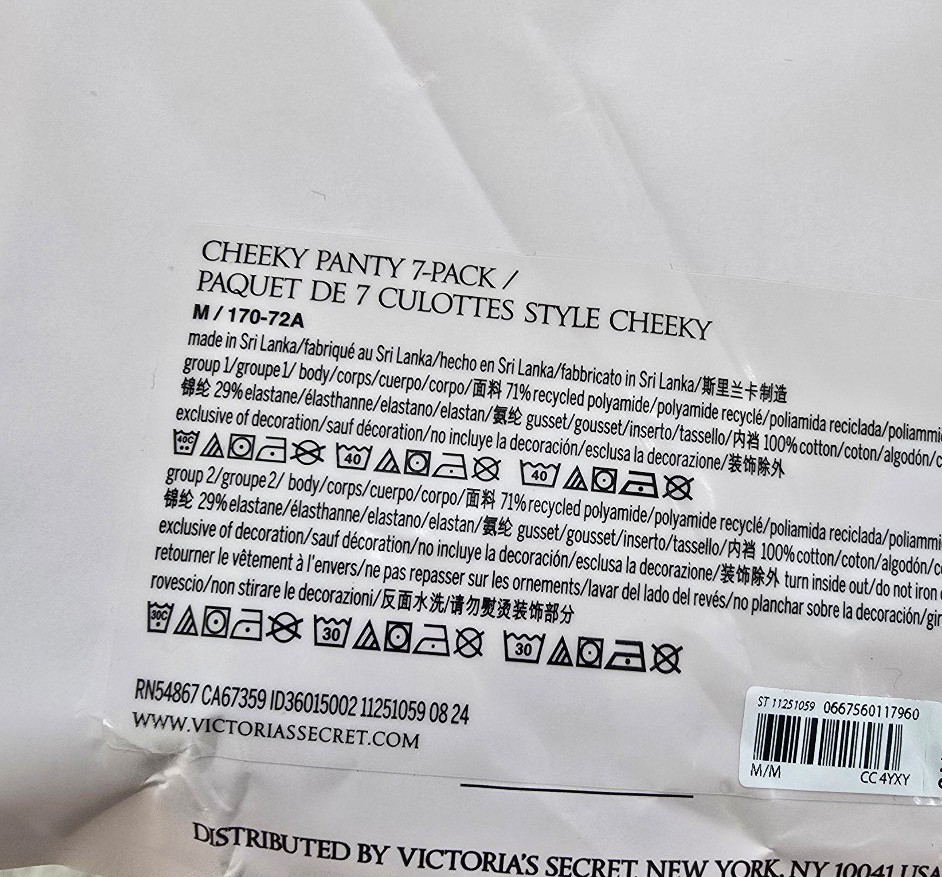 CHEEKY PANTY 7-PACK /
PAQUET DE 7 CULOTTES STYLE CHEEKY
M / 170-72A
made in Sri Lanka/fabriqué au Sri Lanka/hecho en Sri Lanka/fabbricato in Sri Lanka/斯里兰卡制造
group 1/groupe 1/ body/corps/cuerpo/corpo/面料 71% recycled polyamide/polyamide recyclé/poliamida reciclada/poliammi
锦纶 29% elastane/élasthanne/elastano/elastan/氨纶 gusset/gousset/inserto/tassello/内裆 100% cotton/coton/algodón/c
exclusive of decoration/sauf décoration/no incluye la decoración/esclusa la decorazione/装饰除外
40C 40 40
group 2/groupe 2/ body/corps/cuerpo/corpo/面料 71% recycled polyamide/polyamide recyclé/poliamida reciclada/poliammi
锦纶 29% elastane/élasthanne/elastano/elastan/氨纶 gusset/gousset/inserto/tassello/内裆 100% cotton/coton/algodón/c
exclusive of decoration/sauf décoration/no incluye la decoración/esclusa la decorazione/装饰除外 turn inside out/do not iron
retourner le vêtement à l'envers/ne pas repasser sur les ornements/lavar del lado del revés/no planchar sobre la decoración/gir
rovescio/non stirare le decorazioni/反面水洗/请勿熨烫装饰部分
30C 30 30
RN54867 CA67359 ID36015002 11251059 08 24
WWW.VICTORIASSECRET.COM
ST 11251059 0667560117960
M/M CC 4YXY
DISTRIBUTED BY VICTORIA'S SECRET, NEW YORK, NY 10041 USA